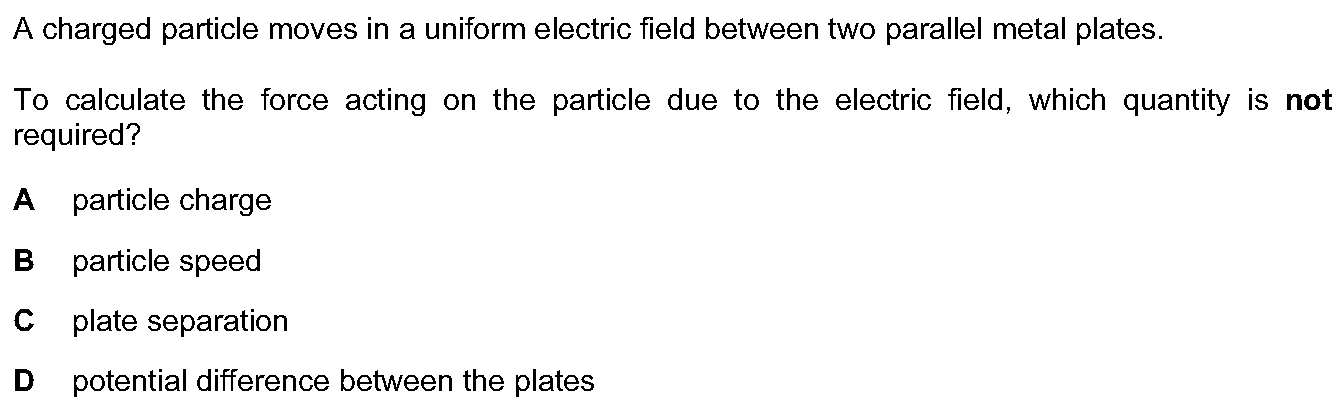 A charged particle moves in a uniform electric field between two parallel metal plates.
To calculate the force acting on the particle due to the electric field, which quantity is not
required?
A particle charge
B particle speed
C plate separation
D potential difference between the plates